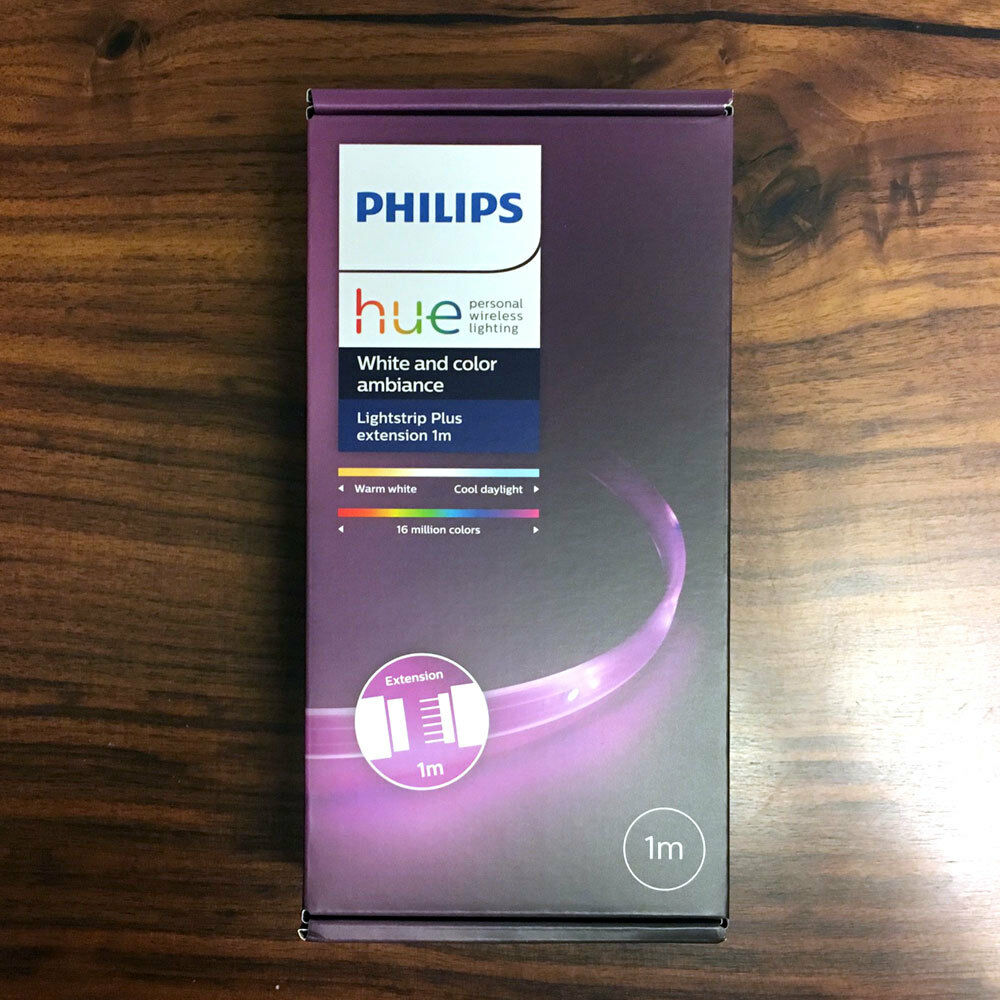 PHILIPS
hue
personal
wireless
lighting
White and color
ambiance
Lightstrip Plus
extension 1m
Warm white Cool daylight
16 million colors
Extension
1m
1m